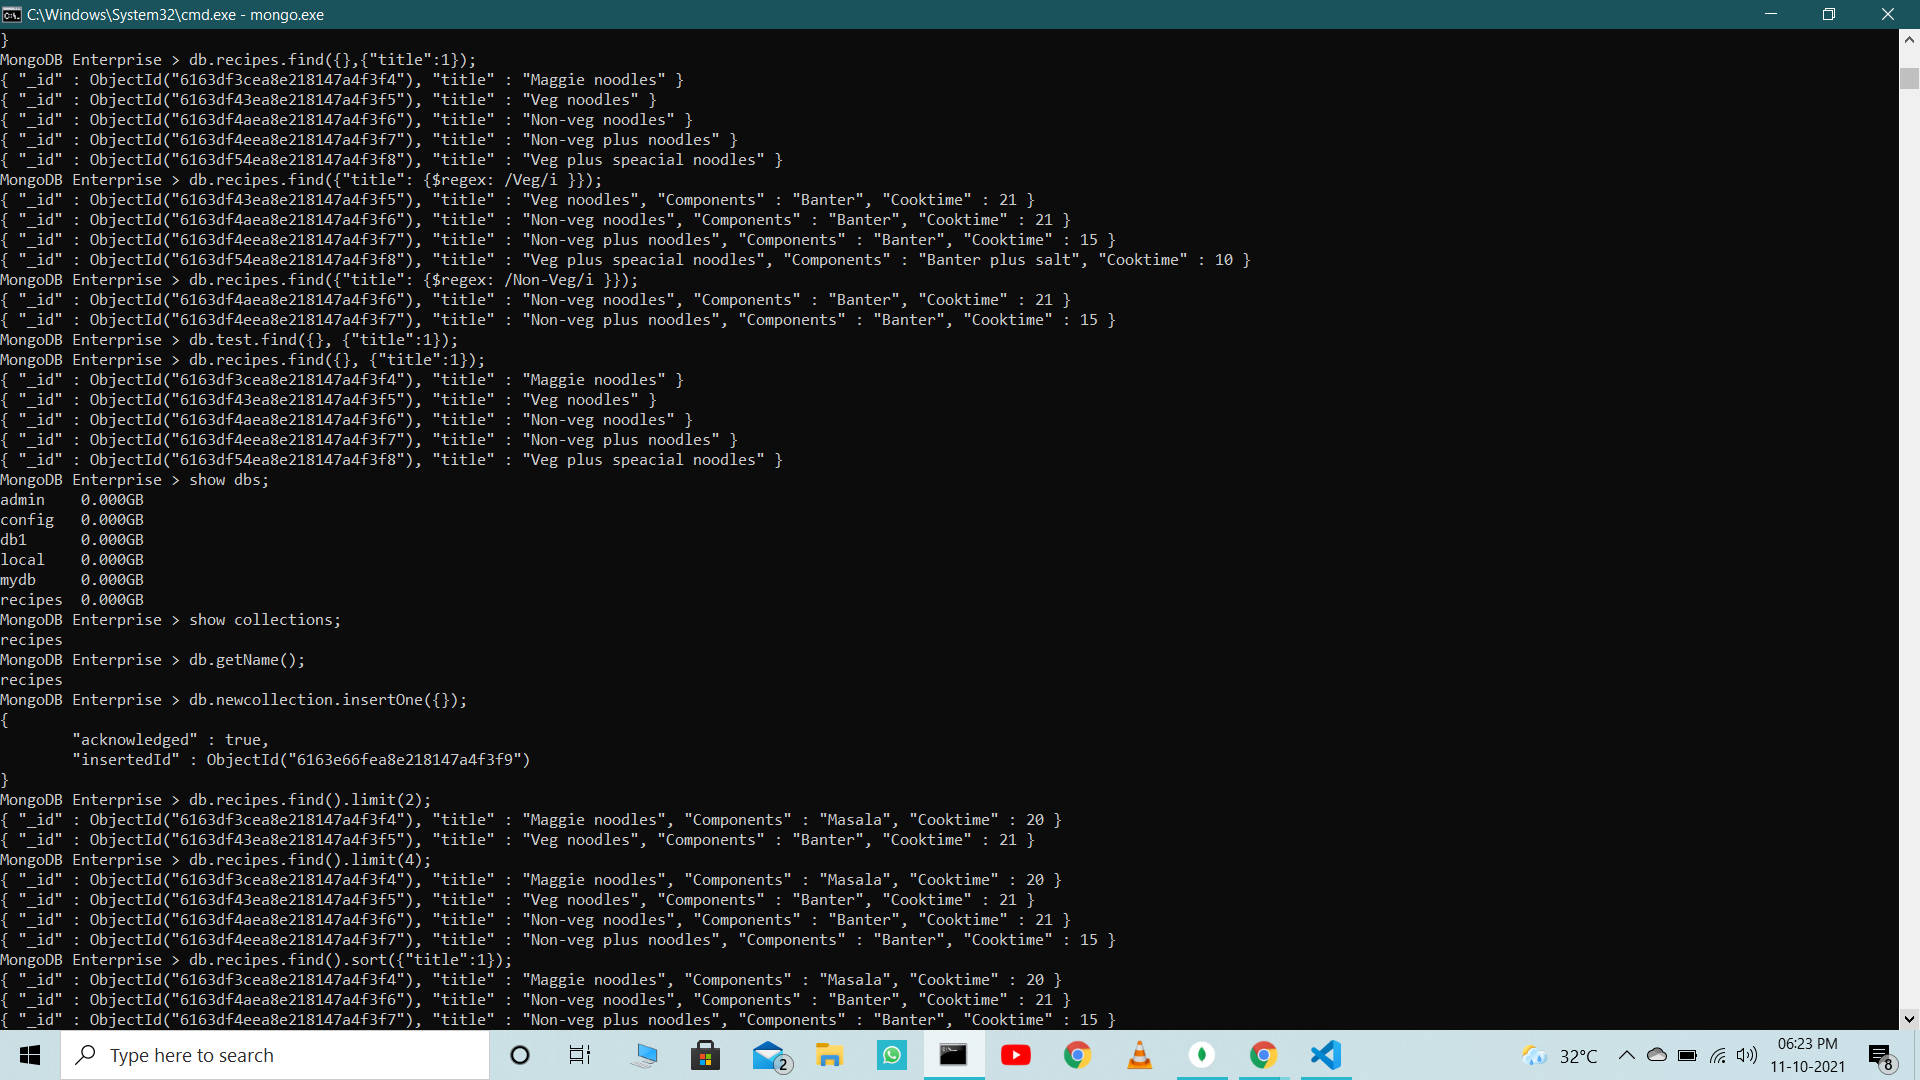 C:\Windows\System32\cmd.exe - mongo.exe
}
MongoDB Enterprise > db.recipes.find({},{"title":1});
{ "_id" : ObjectId("6163df3cea8e218147a4f3f4"), "title" : "Maggie noodles" }
{ "_id" : ObjectId("6163df43ea8e218147a4f3f5"), "title" : "Veg noodles" }
{ "_id" : ObjectId("6163df4aea8e218147a4f3f6"), "title" : "Non-veg noodles" }
{ "_id" : ObjectId("6163df4eea8e218147a4f3f7"), "title" : "Non-veg plus noodles" }
{ "_id" : ObjectId("6163df54ea8e218147a4f3f8"), "title" : "Veg plus speacial noodles" }
MongoDB Enterprise > db.recipes.find({"title": {$regex: /Veg/i }});
{ "_id" : ObjectId("6163df43ea8e218147a4f3f5"), "title" : "Veg noodles", "Components" : "Banter", "Cooktime" : 21 }
{ "_id" : ObjectId("6163df4aea8e218147a4f3f6"), "title" : "Non-veg noodles", "Components" : "Banter", "Cooktime" : 21 }
{ "_id" : ObjectId("6163df4eea8e218147a4f3f7"), "title" : "Non-veg plus noodles", "Components" : "Banter", "Cooktime" : 15 }
{ "_id" : ObjectId("6163df54ea8e218147a4f3f8"), "title" : "Veg plus speacial noodles", "Components" : "Banter plus salt", "Cooktime" : 10 }
MongoDB Enterprise > db.recipes.find({"title": {$regex: /Non-Veg/i }});
{ "_id" : ObjectId("6163df4aea8e218147a4f3f6"), "title" : "Non-veg noodles", "Components" : "Banter", "Cooktime" : 21 }
{ "_id" : ObjectId("6163df4eea8e218147a4f3f7"), "title" : "Non-veg plus noodles", "Components" : "Banter", "Cooktime" : 15 }
MongoDB Enterprise > db.test.find({}, {"title":1});
MongoDB Enterprise > db.recipes.find({}, {"title":1});
{ "_id" : ObjectId("6163df3cea8e218147a4f3f4"), "title" : "Maggie noodles" }
{ "_id" : ObjectId("6163df43ea8e218147a4f3f5"), "title" : "Veg noodles" }
{ "_id" : ObjectId("6163df4aea8e218147a4f3f6"), "title" : "Non-veg noodles" }
{ "_id" : ObjectId("6163df4eea8e218147a4f3f7"), "title" : "Non-veg plus noodles" }
{ "_id" : ObjectId("6163df54ea8e218147a4f3f8"), "title" : "Veg plus speacial noodles" }
MongoDB Enterprise > show dbs;
admin    0.000GB
config   0.000GB
db1      0.000GB
local    0.000GB
mydb     0.000GB
recipes  0.000GB
MongoDB Enterprise > show collections;
recipes
MongoDB Enterprise > db.getName();
recipes
MongoDB Enterprise > db.newcollection.insertOne({});
{
        "acknowledged" : true,
        "insertedId" : ObjectId("6163e66fea8e218147a4f3f9")
}
MongoDB Enterprise > db.recipes.find().limit(2);
{ "_id" : ObjectId("6163df3cea8e218147a4f3f4"), "title" : "Maggie noodles", "Components" : "Masala", "Cooktime" : 20 }
{ "_id" : ObjectId("6163df43ea8e218147a4f3f5"), "title" : "Veg noodles", "Components" : "Banter", "Cooktime" : 21 }
MongoDB Enterprise > db.recipes.find().limit(4);
{ "_id" : ObjectId("6163df3cea8e218147a4f3f4"), "title" : "Maggie noodles", "Components" : "Masala", "Cooktime" : 20 }
{ "_id" : ObjectId("6163df43ea8e218147a4f3f5"), "title" : "Veg noodles", "Components" : "Banter", "Cooktime" : 21 }
{ "_id" : ObjectId("6163df4aea8e218147a4f3f6"), "title" : "Non-veg noodles", "Components" : "Banter", "Cooktime" : 21 }
{ "_id" : ObjectId("6163df4eea8e218147a4f3f7"), "title" : "Non-veg plus noodles", "Components" : "Banter", "Cooktime" : 15 }
MongoDB Enterprise > db.recipes.find().sort({"title":1});
{ "_id" : ObjectId("6163df3cea8e218147a4f3f4"), "title" : "Maggie noodles", "Components" : "Masala", "Cooktime" : 20 }
{ "_id" : ObjectId("6163df4aea8e218147a4f3f6"), "title" : "Non-veg noodles", "Components" : "Banter", "Cooktime" : 21 }
{ "_id" : ObjectId("6163df4eea8e218147a4f3f7"), "title" : "Non-veg plus noodles", "Components" : "Banter", "Cooktime" : 15 }
Type here to search
2
32°C
06:23 PM
11-10-2021
8